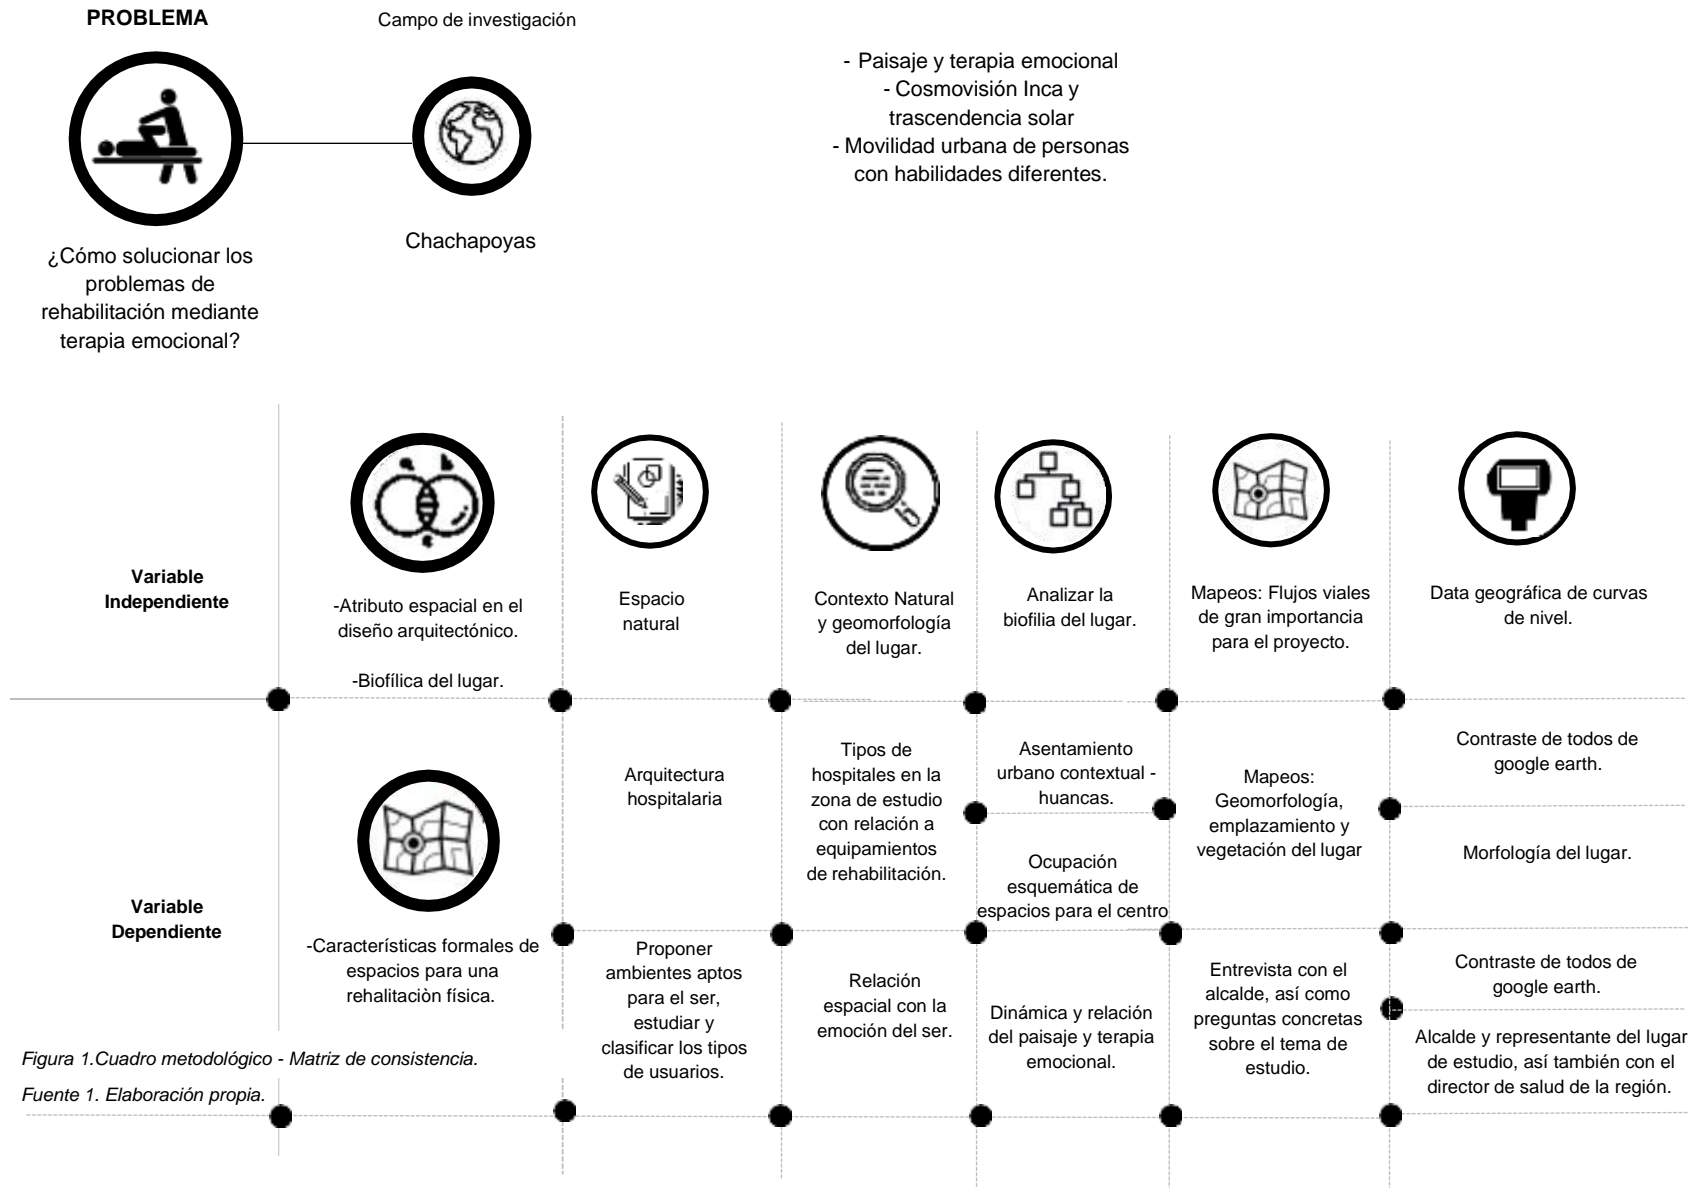 PROBLEMA
Campo de investigación
- Paisaje y terapia emocional
- Cosmovisión Inca y
trascendencia solar
- Movilidad urbana de personas
con habilidades diferentes.
Chachapoyas
¿Cómo solucionar los
problemas de
rehabilitación mediante
terapia emocional?
a b
c
Variable
Independiente
-Atributo espacial en el
diseño arquitectónico.
-Biofílica del lugar.
Espacio
natural
Contexto Natural
y geomorfología
del lugar.
Analizar la
biofilia del lugar.
Mapeos: Flujos viales
de gran importancia
para el proyecto.
Data geográfica de curvas
de nivel.
Variable
Dependiente
-Características formales de
espacios para una
rehalitaciòn física.
Arquitectura
hospitalaria
Tipos de
hospitales en la
zona de estudio
con relación a
equipamientos
de rehabilitación.
Asentamiento
urbano contextual -
huancas.
Ocupación
esquemática de
espacios para el centro
Mapeos:
Geomorfología,
emplazamiento y
vegetación del lugar
Contraste de todos de
google earth.
Morfología del lugar.
Proponer
ambientes aptos
para el ser,
estudiar y
clasificar los tipos
de usuarios.
Relación
espacial con la
emoción del ser.
Dinámica y relación
del paisaje y terapia
emocional.
Entrevista con el
alcalde, así como
preguntas concretas
sobre el tema de
estudio.
Contraste de todos de
google earth.
Alcalde y representante del lugar
de estudio, así también con el
director de salud de la región.
Figura 1.Cuadro metodológico - Matriz de consistencia.
Fuente 1. Elaboración propia.